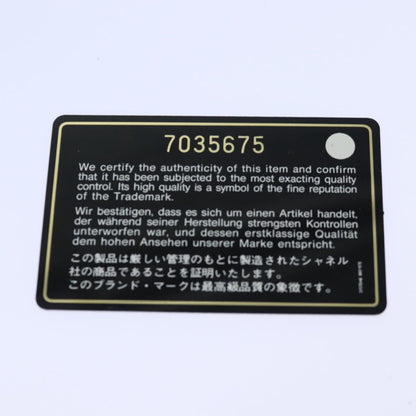 7035675
We certify the authenticity of this item and confirm
that it has been subjected to the most exacting quality
control. Its high quality is a symbol of the fine reputation
of the Trademark.
Wir bestätigen, dass es sich um einen Artikel handelt,
der während seiner Herstellung strengsten Kontrollen
unterworfen war, und dessen erstklassige Qualität
dem hohen Ansehen unserer Marke entspricht.
この製品は厳しい管理のもとに製造されたシャネル
社の商品であることを証明いたします。
このブランド・マークは最高級品質の象徴です。